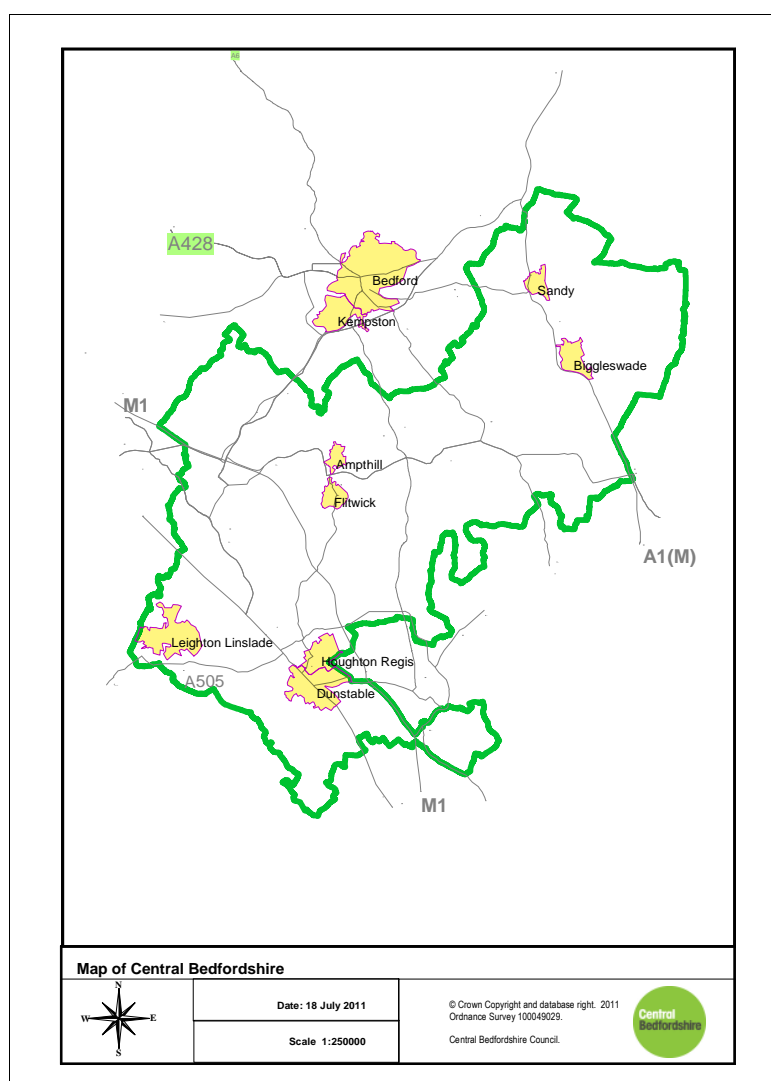 A6
A428
Bedford
Sandy
Kempston
Biggleswade
M1
Ampthill
Flitwick
A1(M)
Leighton Linslade
Houghton Regis
A505
Dunstable
M1
Map of Central Bedfordshire
N
W E
S
Date: 18 July 2011
Scale 1:250000
© Crown Copyright and database right. 2011
Ordnance Survey 100049029.
Central Bedfordshire Council.
Central
Bedfordshire